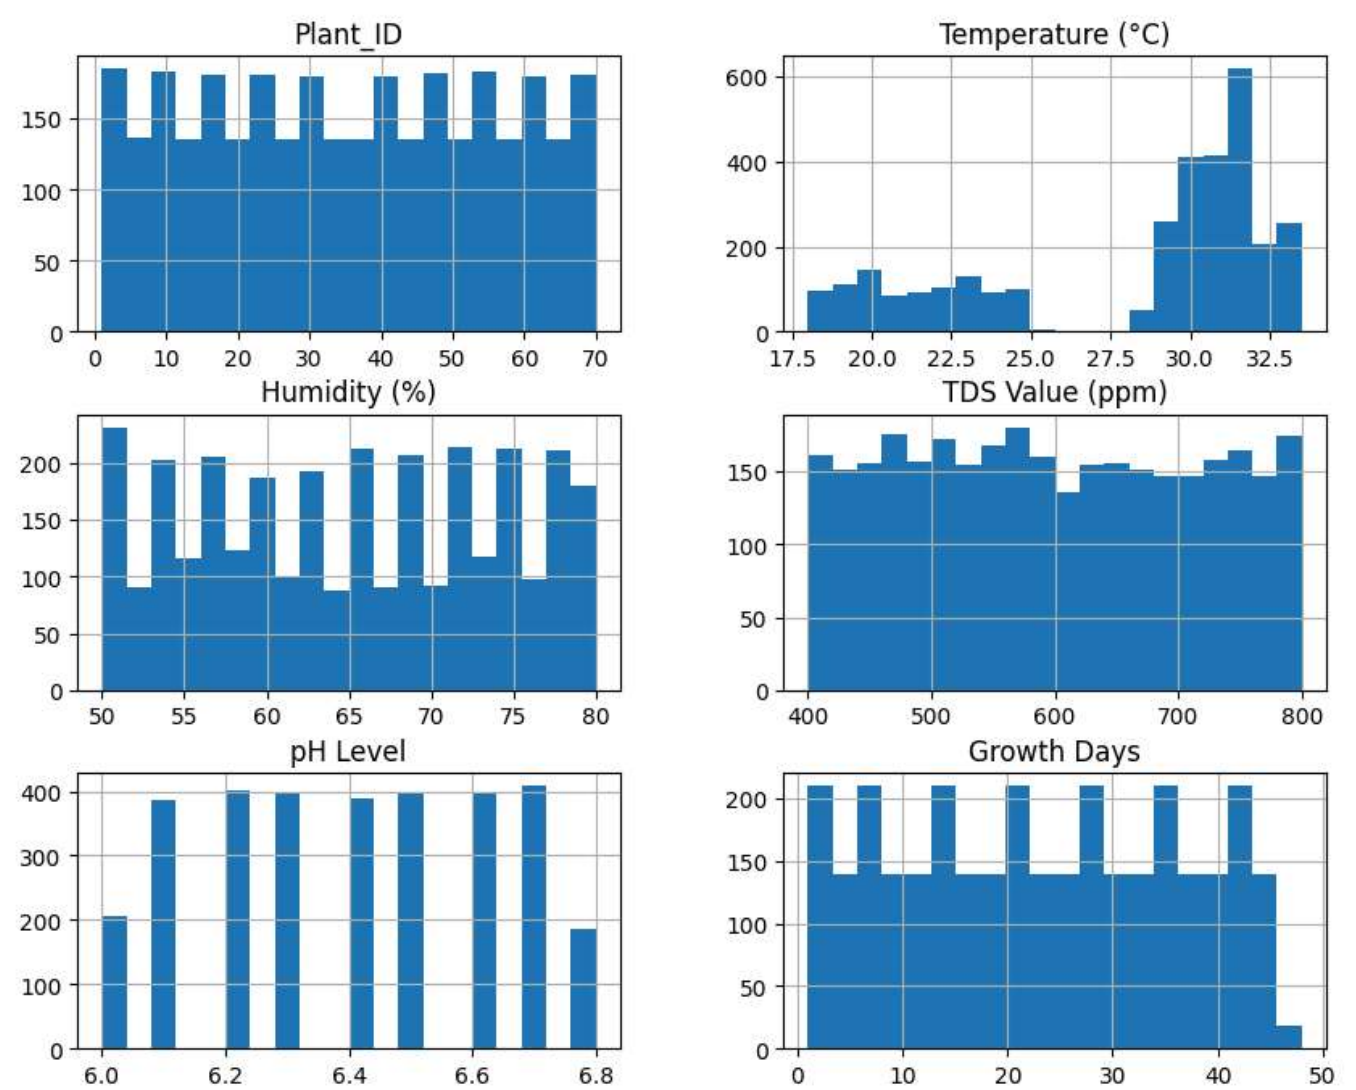 Plant_ID
150
100
50
0
0 10 20 30 40 50 60 70
Temperature (°C)
600
400
200
0
17.5 20.0 22.5 25.0 27.5 30.0 32.5
Humidity (%)
200
150
100
50
0
50 55 60 65 70 75 80
TDS Value (ppm)
150
100
50
0
400 500 600 700 800
pH Level
400
300
200
100
0
6.0 6.2 6.4 6.6 6.8
Growth Days
200
150
100
50
0
0 10 20 30 40 50